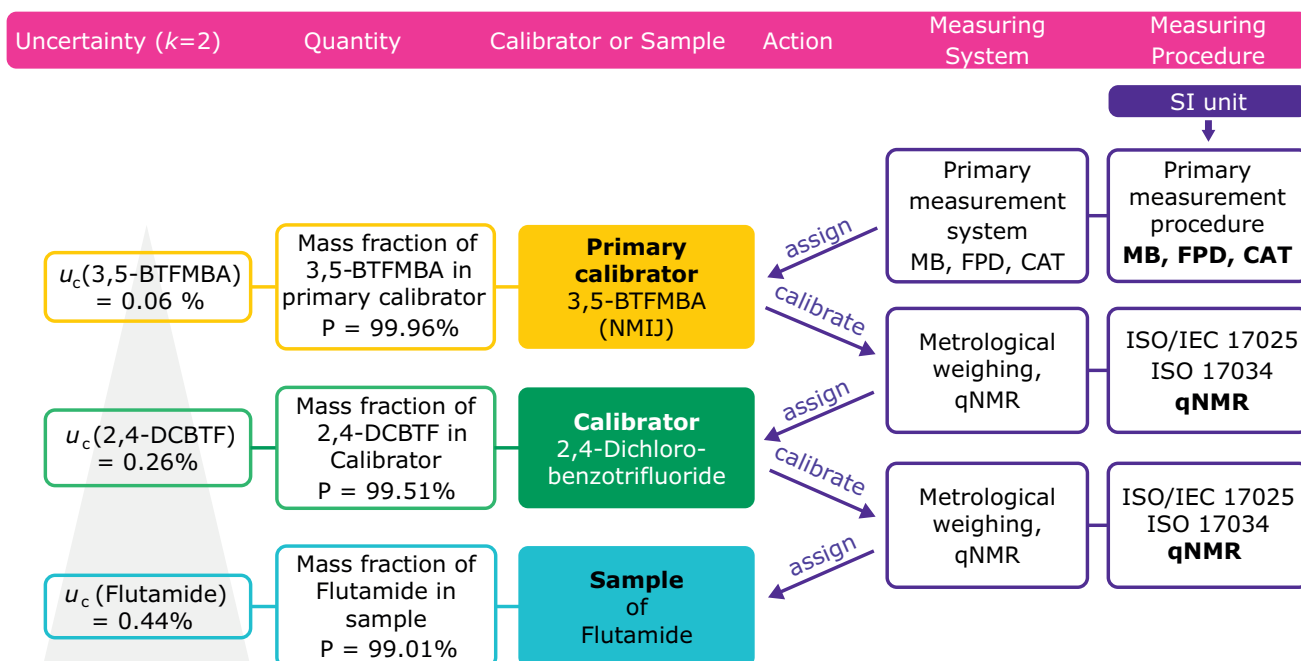 Uncertainty (k=2)
Quantity
Calibrator or Sample
Action
Measuring
System
Measuring
Procedure
SI unit
Primary
measurement
system
MB, FPD, CAT
Primary
measurement
procedure
MB, FPD, CAT
assign
uc(3,5-BTFMBA)
= 0.06 %
Mass fraction of
3,5-BTFMBA in
primary calibrator
P = 99.96%
Primary
calibrator
3,5-BTFMBA
(NMIJ)
calibrate
Metrological
weighing,
qNMR
ISO/IEC 17025
ISO 17034
qNMR
assign
uc(2,4-DCBTF)
= 0.26%
Mass fraction of
2,4-DCBTF in
Calibrator
P = 99.51%
Calibrator
2,4-Dichloro-
benzotrifluoride
calibrate
Metrological
weighing,
qNMR
ISO/IEC 17025
ISO 17034
qNMR
assign
uc (Flutamide)
= 0.44%
Mass fraction of
Flutamide in
sample
P = 99.01%
Sample
of
Flutamide